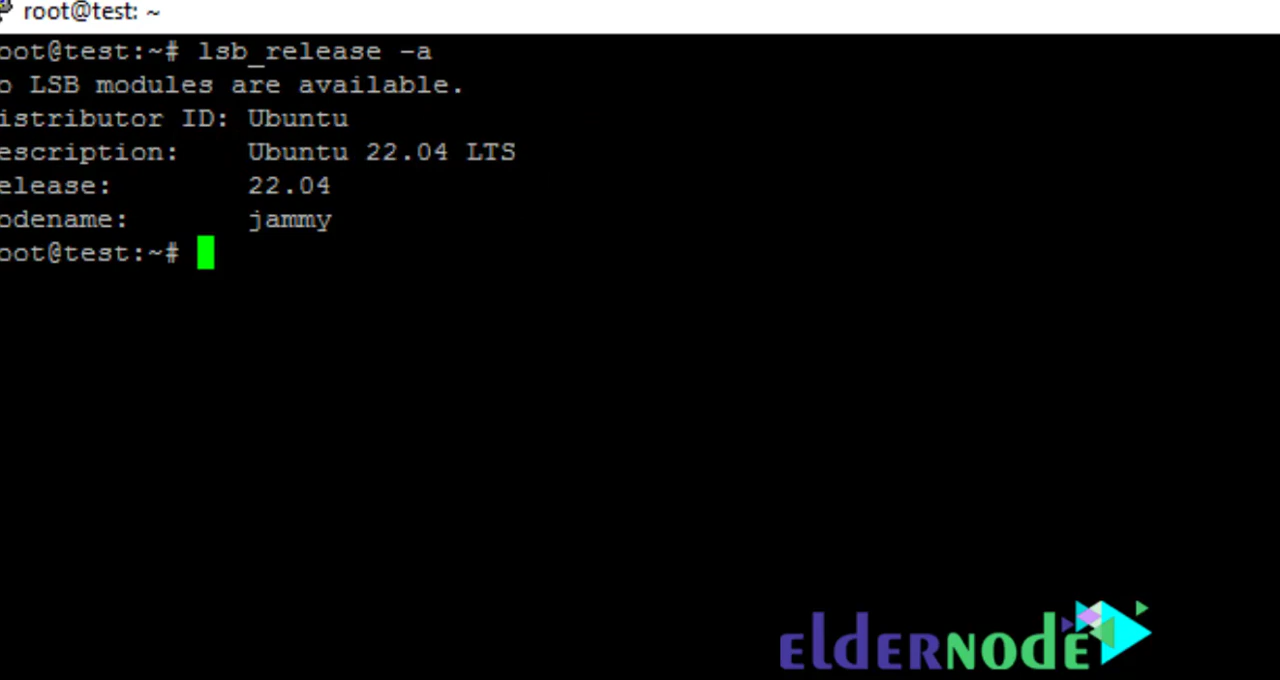 root@test: ~
oot@test:~# lsb_release -a
o LSB modules are available.
istributor ID: Ubuntu
escription:    Ubuntu 22.04 LTS
elease:        22.04
odename:       jammy
oot@test:~#
eldernode